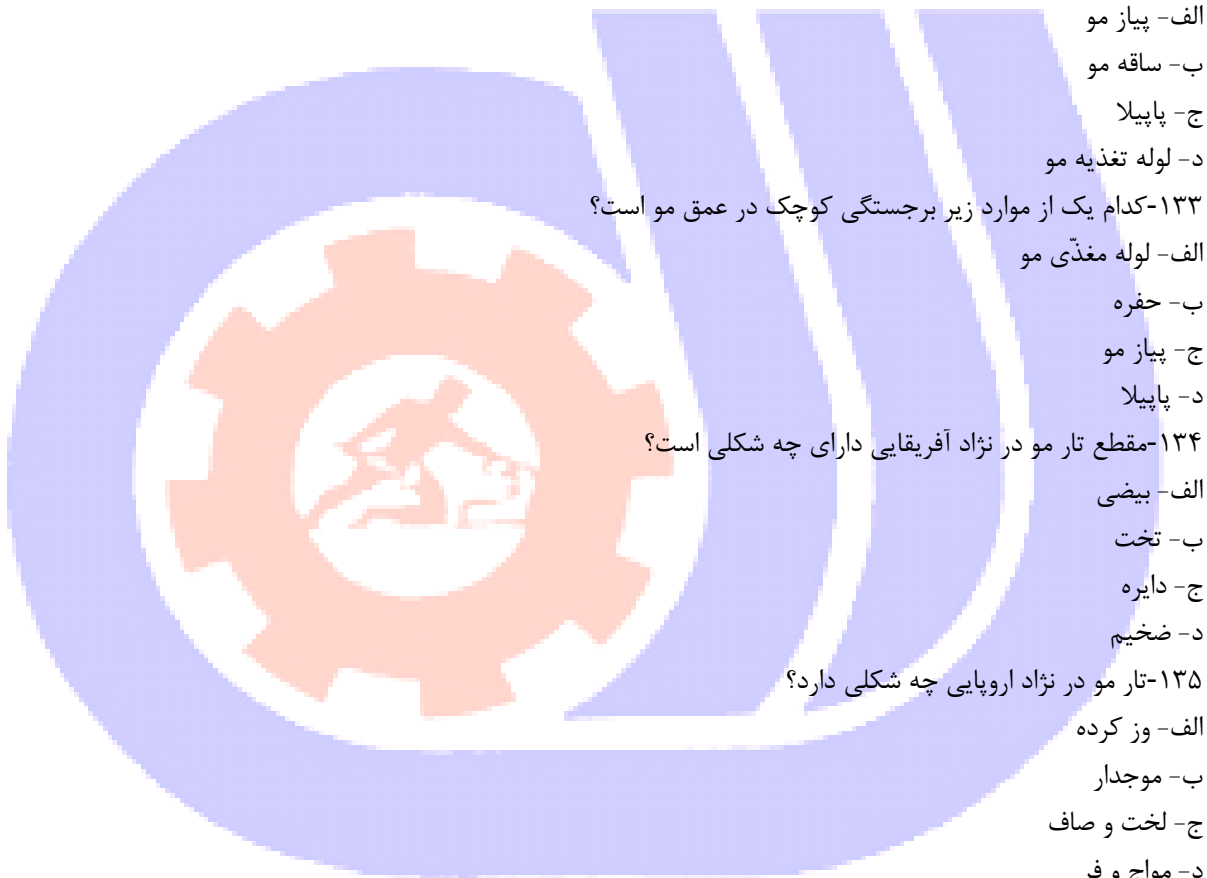 الف- پیاز مو
ب- ساقه مو
ج- پاپیلا
د- لوله تغذیه مو
۱۳۳-کدام یک از موارد زیر برجستگی کوچک در عمق مو است؟
الف- لوله مغذّی مو
ب- حفره
ج- پیاز مو
د- پاپیلا
۱۳۴-مقطع تار مو در نژاد آفریقایی دارای چه شکلی است؟
الف- بیضی
ب- تخت
ج- دایره
د- ضخیم
۱۳۵-تار مو در نژاد اروپایی چه شکلی دارد؟
الف- وز کرده
ب- موجدار
ج- لخت و صاف
د- مواج و فر